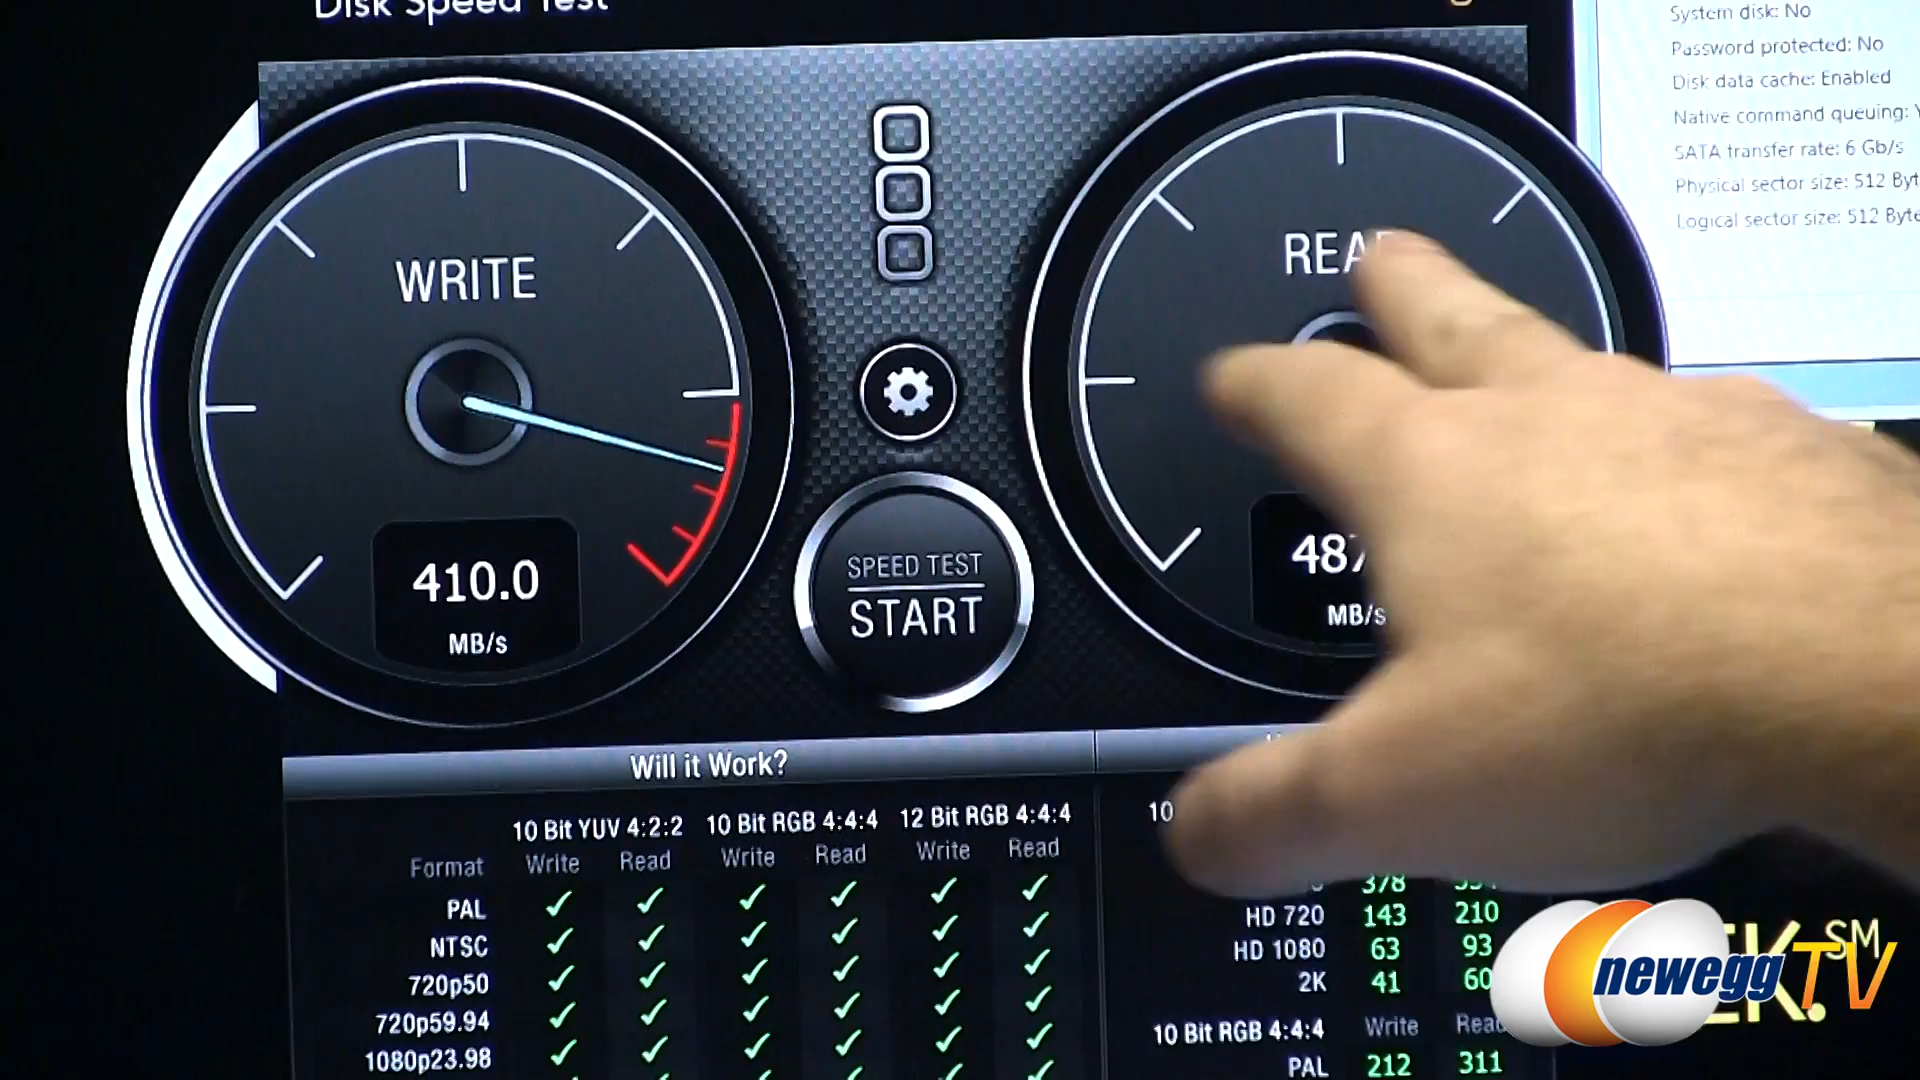 Disk Speed Test
System disk: No
Password protected: No
Disk data cache: Enabled
Native command queuing:
SATA transfer rate: 6 Gb/s
Physical sector size: 512
Logical sector size: 512
WRITE
410.0
MB/s
SPEED TEST
START
MB/s
Will it Work?
10 Bit YUV 4:2:2 10 Bit RGB 4:4:4 12 Bit RGB 4:4:4
Format Write Read Write Read Write Read
PAL ✓ ✓ ✓ ✓ ✓ ✓
NTSC ✓ ✓ ✓ ✓ ✓ ✓
720p50 ✓ ✓ ✓ ✓ ✓ ✓
720p59.94 ✓ ✓ ✓ ✓ ✓ ✓
1080p23.98 ✓ ✓ ✓ ✓ ✓ ✓
10
378
HD 720 143 210
HD 1080 63 93
2K 41 60
10 Bit RGB 4:4:4 Write Read
PAL 212 311
newegg TV
SM